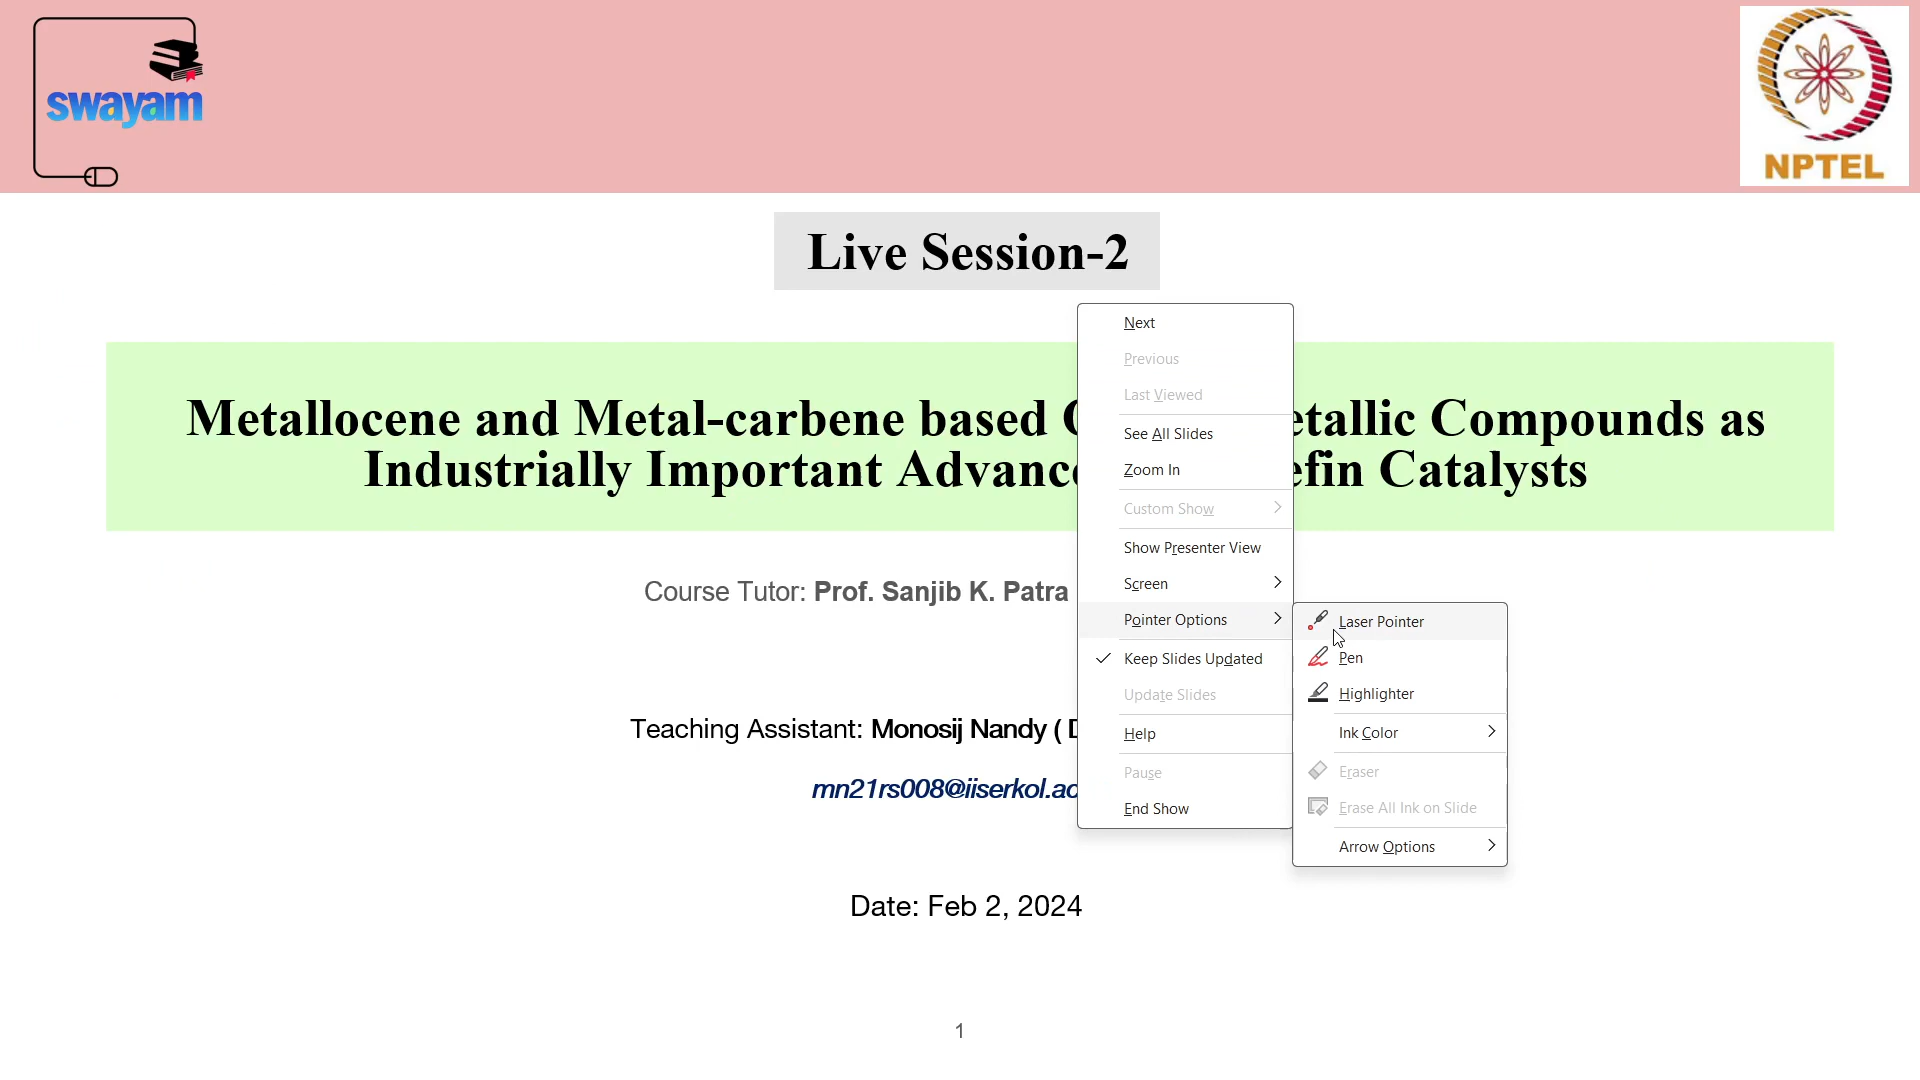 swayam
NPTEL
Live Session-2
Metallocene and Metal-carbene based etallic Compounds as
Industrially Important efin Catalysts
Course Tutor: Prof. Sanjib K. Patra
Teaching Assistant: Monosij Nandy (
mn21rs008@iiserkol.ac
Date: Feb 2, 2024
1
Next
Previous
Last Viewed
See All Slides
Zoom In
Custom Show
Show Presenter View
Screen
Pointer Options
Keep Slides Updated
Update Slides
Help
Pause
End Show
Laser Pointer
Pen
Highlighter
Ink Color
Eraser
Erase All Ink on Slide
Arrow Options